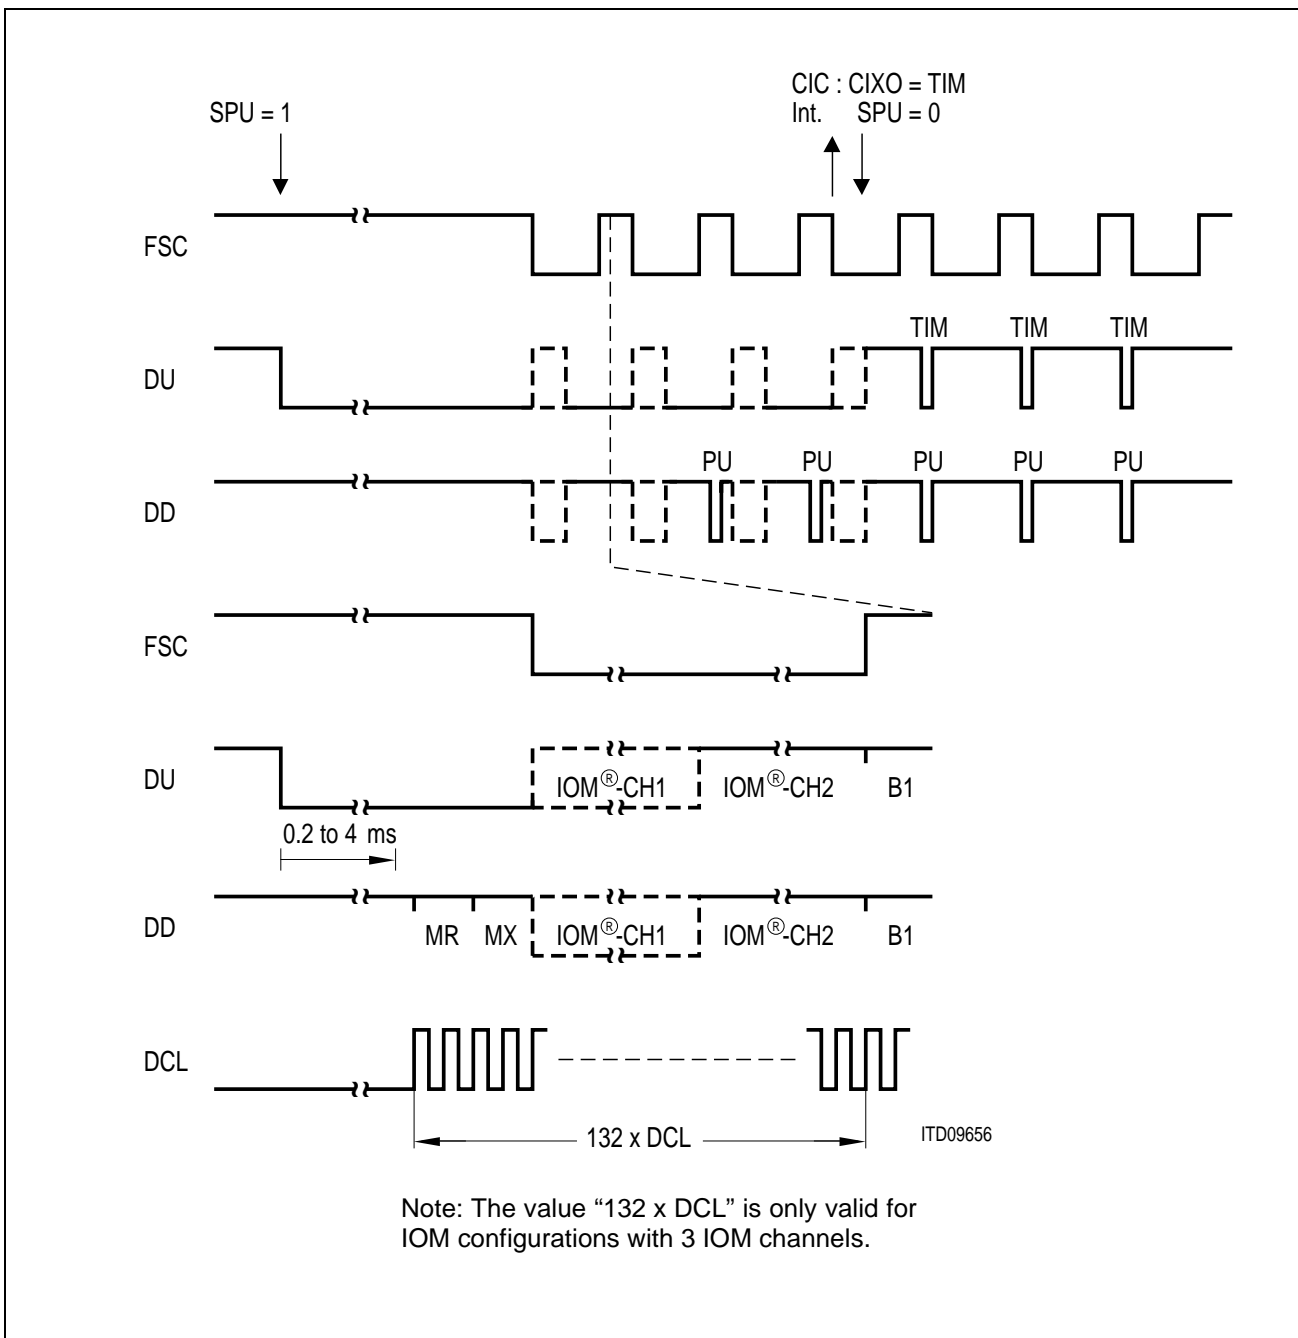 CIC : CIXO = TIM
SPU = 1
Int. SPU = 0
FSC
TIM TIM TIM
DU
PU PU PU PU PU
DD
FSC
DU
IOM®-CH1 IOM®-CH2 B1
0.2 to 4 ms
DD
MR MX IOM®-CH1 IOM®-CH2 B1
DCL
132 x DCL
ITD09656
Note: The value “132 x DCL” is only valid for
IOM configurations with 3 IOM channels.